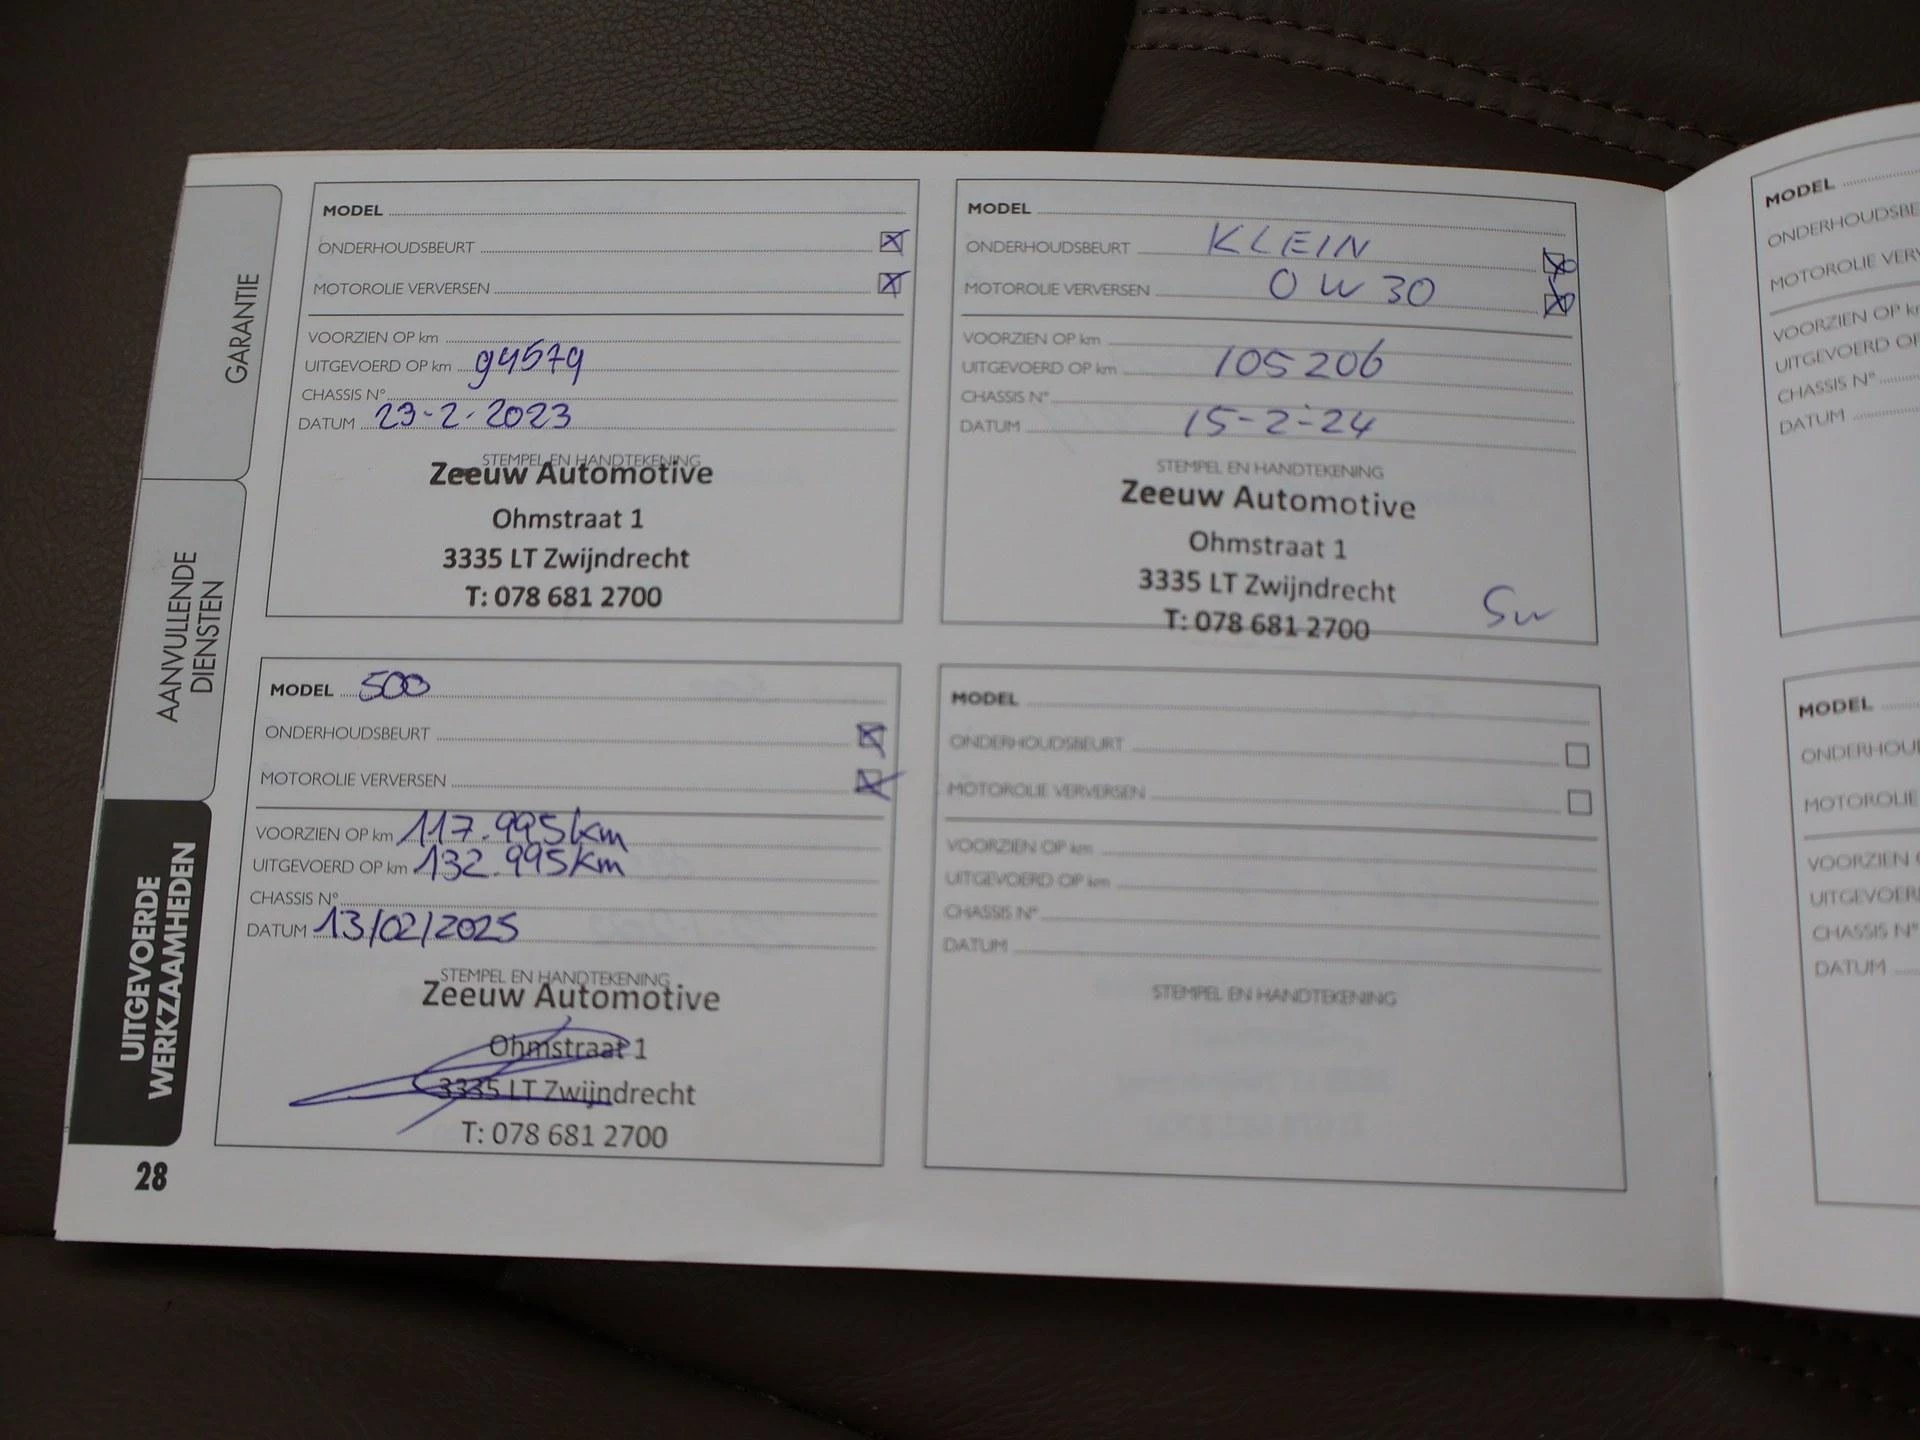 GARANTIE
AANVULLENDE
DIENSTEN
UITGEVOERDE
WERKZAAMHEDEN
28
MODEL
ONDERHOUDSBEURT
MOTOROLIE VERVERSEN
VOORZIEN OP km
UITGEVOERD OP km 94579
CHASSIS N°
DATUM 23-2-2023
STEMPEL EN HANDTEKENING
Zeeuw Automotive
Ohmstraat 1
3335 LT Zwijndrecht
T: 078 681 2700
MODEL
ONDERHOUDSBEURT KLEIN
MOTOROLIE VERVERSEN 0W30
VOORZIEN OP km
UITGEVOERD OP km 105206
CHASSIS N°
DATUM 15-2-24
STEMPEL EN HANDTEKENING
Zeeuw Automotive
Ohmstraat 1
3335 LT Zwijndrecht
T: 078 681 2700
MODEL 500
ONDERHOUDSBEURT
MOTOROLIE VERVERSEN
VOORZIEN OP km 117.995km
UITGEVOERD OP km 132.995km
CHASSIS N°
DATUM 13/02/2025
STEMPEL EN HANDTEKENING
Zeeuw Automotive
Ohmstraat 1
3335 LT Zwijndrecht
T: 078 681 2700
MODEL
ONDERHOUDSBEURT
MOTOROLIE VERVERSEN
VOORZIEN OP km
UITGEVOERD OP km
CHASSIS N°
DATUM
STEMPEL EN HANDTEKENING
MODEL
ONDERHOUDSBE
MOTOROLIE VERV
VOORZIEN OP k
UITGEVOERD OP
CHASSIS N°
DATUM
MODEL
ONDERHOU
MOTOROLIE
VOORZIEN
UITGEVOER
CHASSIS N°
DATUM